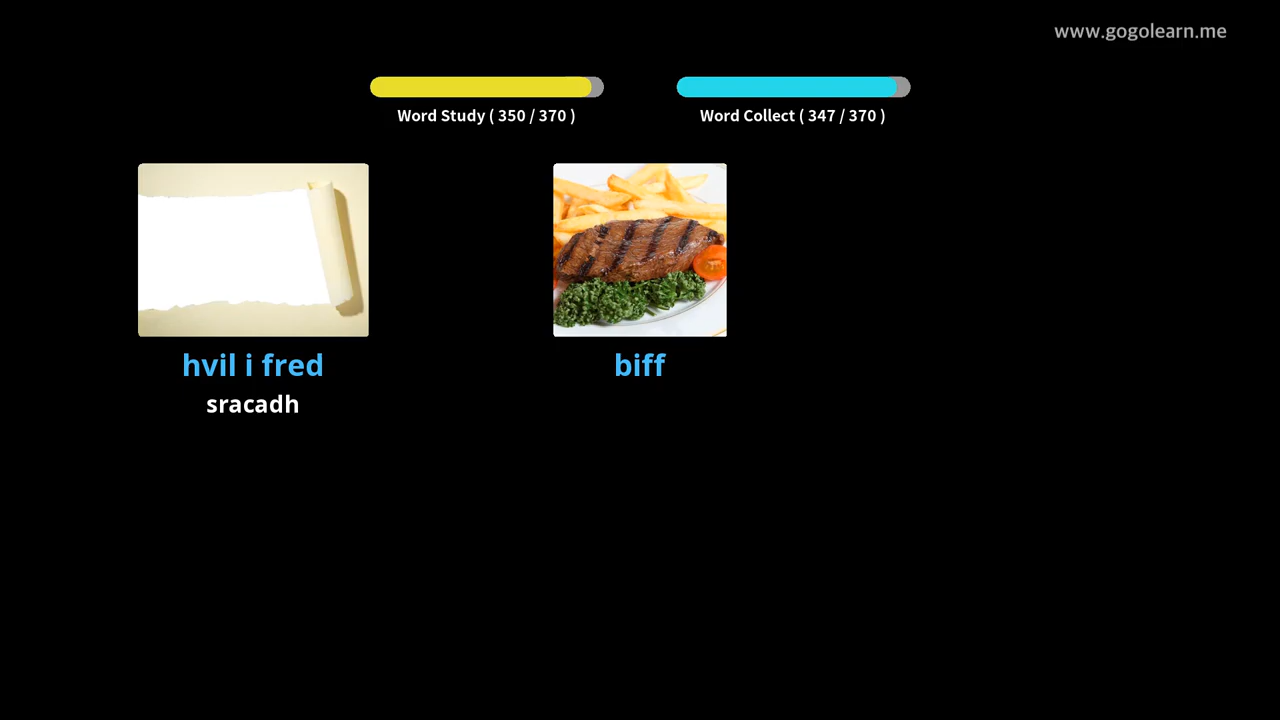 www.gogolearn.me
Word Study ( 350 / 370 )
Word Collect ( 347 / 370 )
hvil i fred
sracadh
biff